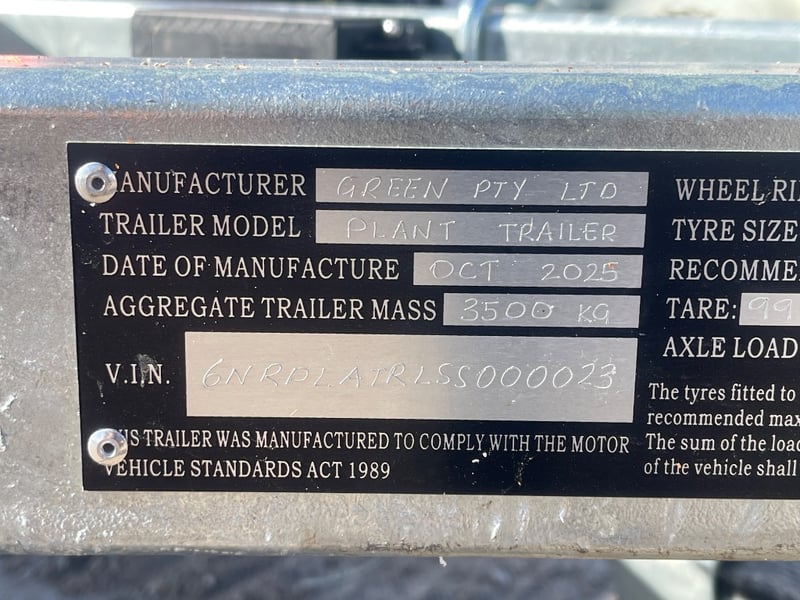 MANUFACTURER GREEN PTY LTD
TRAILER MODEL PLANT TRAILER
DATE OF MANUFACTURE OCT 2025
AGGREGATE TRAILER MASS 3500 KG
V.I.N. 6NRPLATRLSS000023
THIS TRAILER WAS MANUFACTURED TO COMPLY WITH THE MOTOR
VEHICLE STANDARDS ACT 1989
WHEEL RI
TYRE SIZE
RECOMME
TARE: 99
AXLE LOAD
The tyres fitted to
recommended max
The sum of the loa
of the vehicle shall